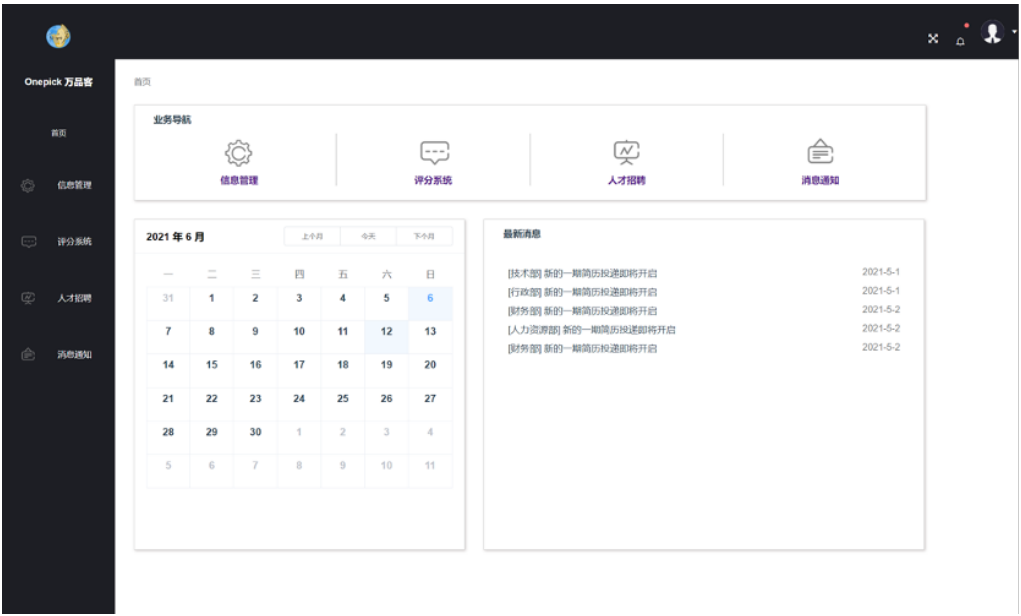 Onepick 万品客
首页
信息管理
评分系统
人才招聘
消息通知
首页
业务导航
信息管理 评分系统 人才招聘 消息通知
2021 年 6 月 上个月 今天 下个月
一 二 三 四 五 六 日
31 1 2 3 4 5 6
7 8 9 10 11 12 13
14 15 16 17 18 19 20
21 22 23 24 25 26 27
28 29 30 1 2 3 4
5 6 7 8 9 10 11
最新消息
[技术部] 新的一期简历投递即将开启 2021-5-1
[行政部] 新的一期简历投递即将开启 2021-5-1
[财务部] 新的一期简历投递即将开启 2021-5-2
[人力资源部] 新的一期简历投递即将开启 2021-5-2
[财务部] 新的一期简历投递即将开启 2021-5-2